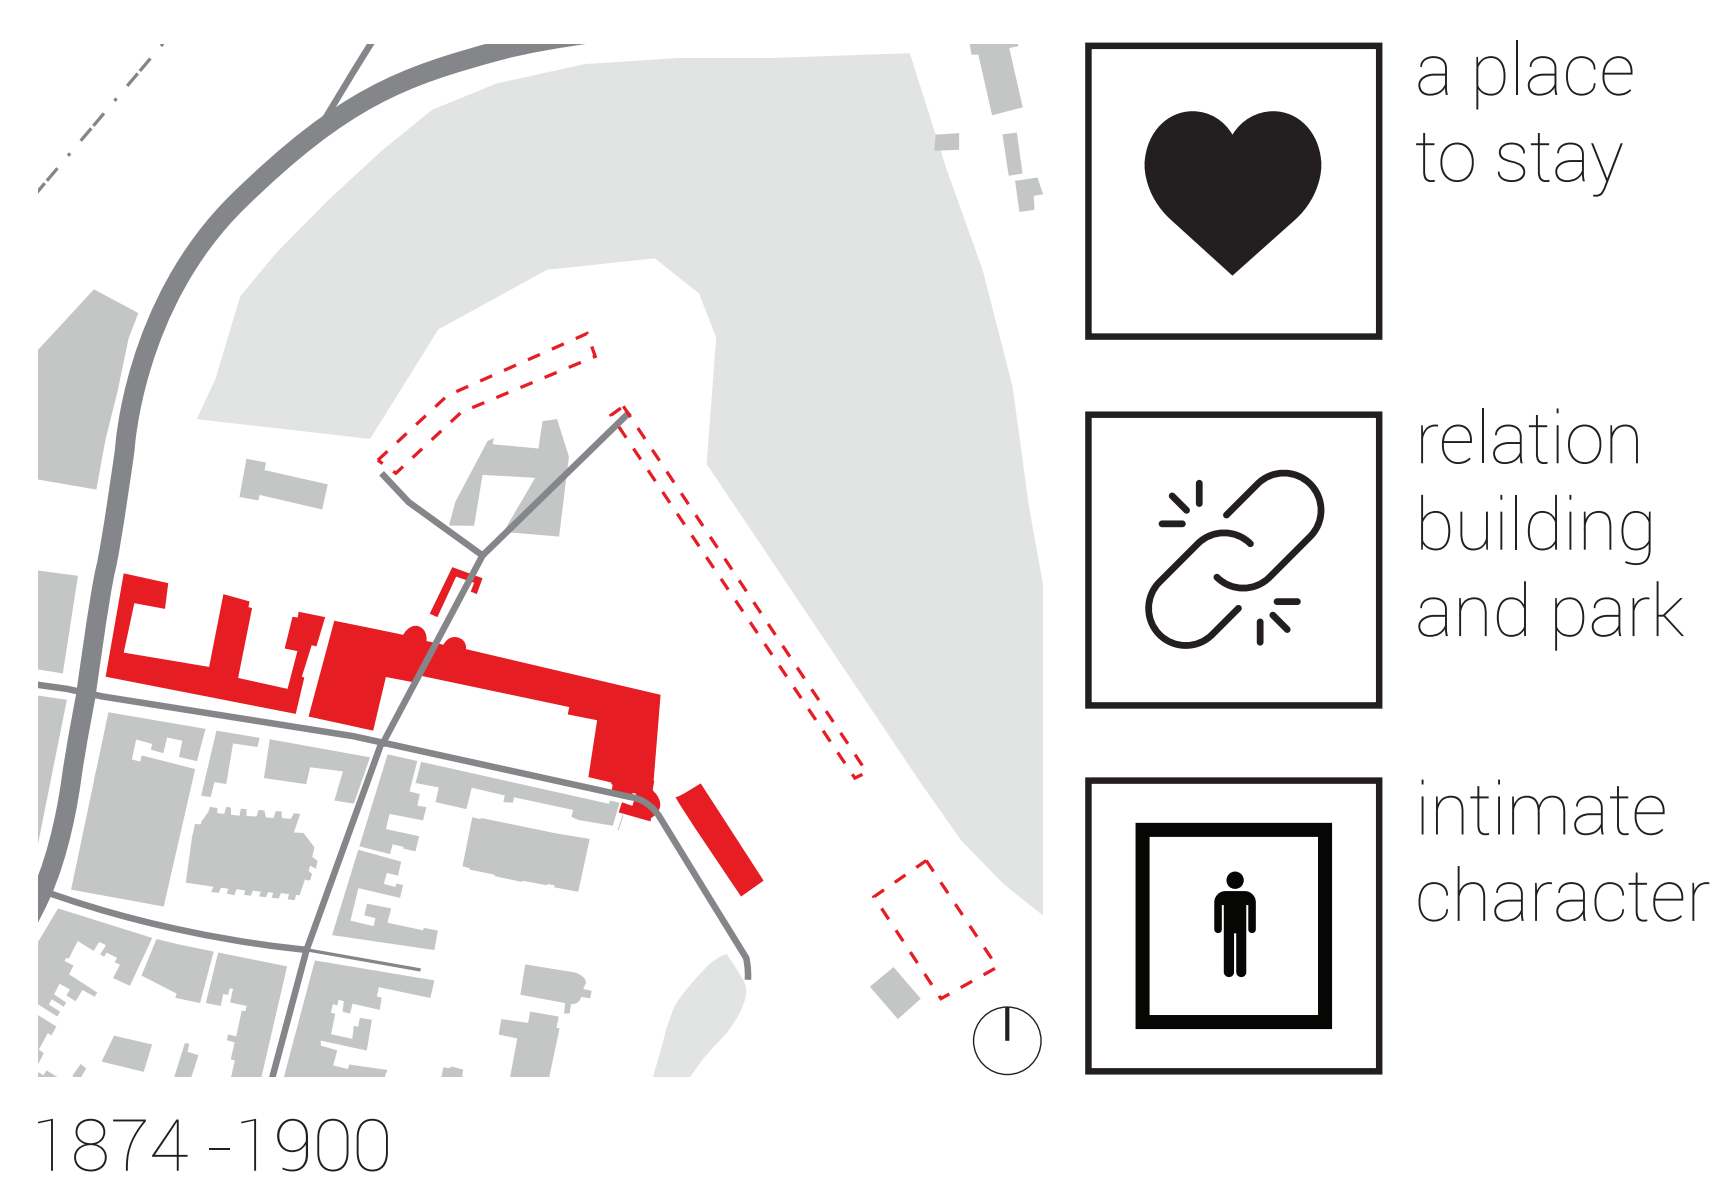 a place
to stay
relation
building
and park
intimate
character
1874 -1900